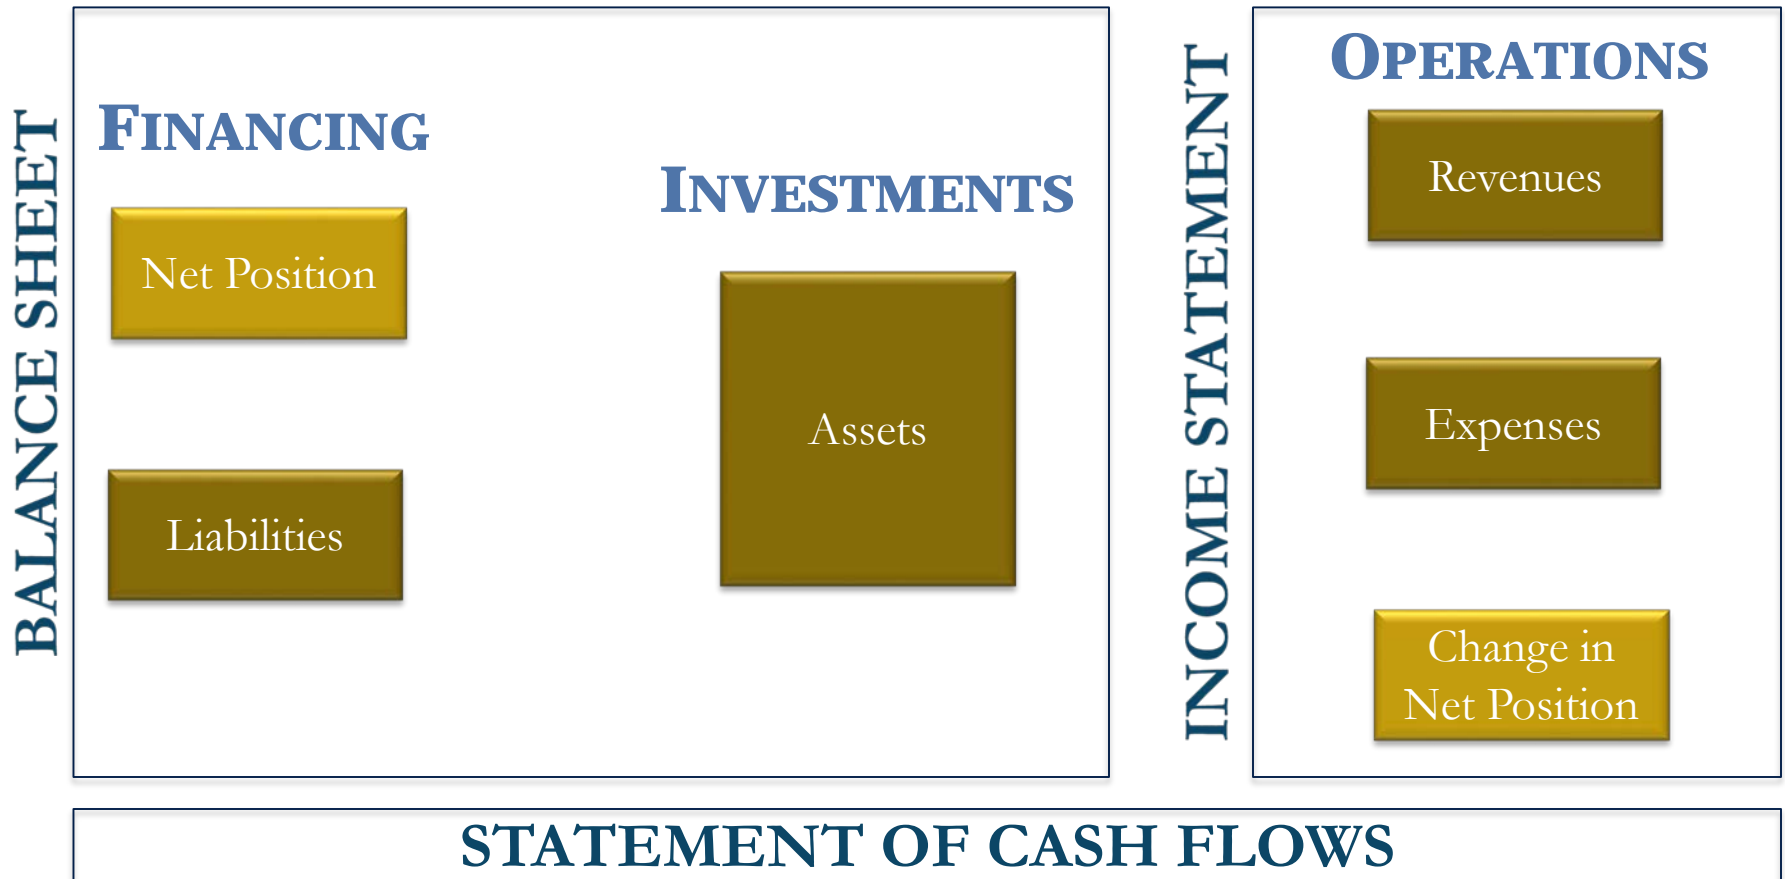 BALANCE SHEET
FINANCING
Net Position
Liabilities
INVESTMENTS
Assets
INCOME STATEMENT
OPERATIONS
Revenues
Expenses
Change in
Net Position
STATEMENT OF CASH FLOWS